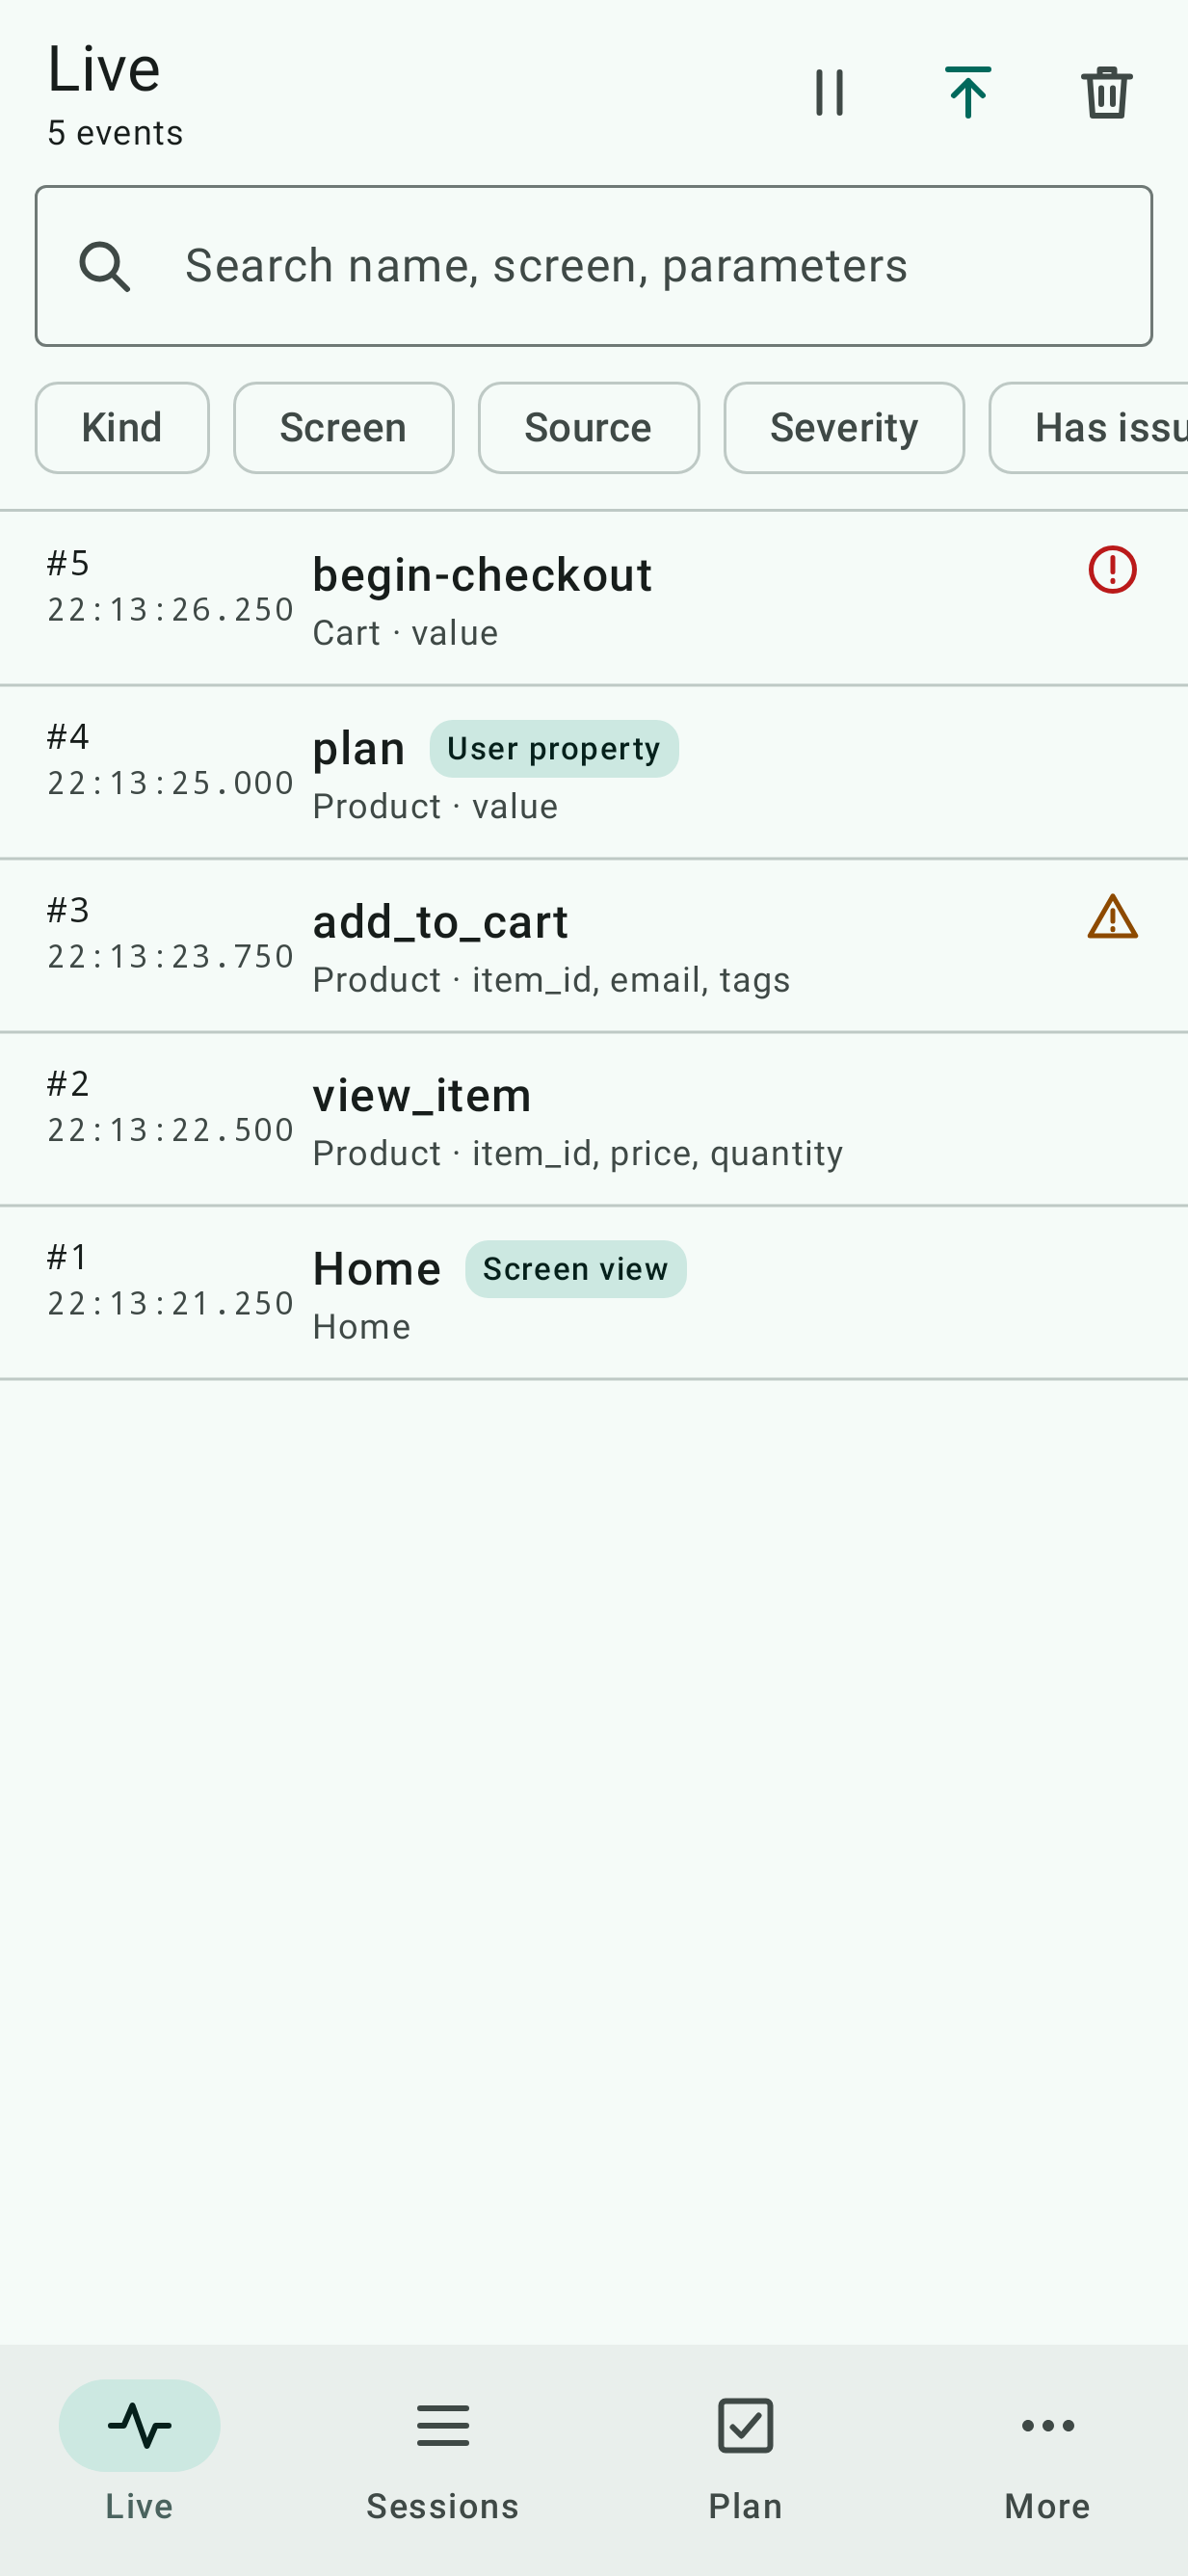 Live
5 events
Search name, screen, parameters
Kind
Screen
Source
Severity
Has issu
#5
22:13:26.250
begin-checkout
Cart · value
#4
22:13:25.000
plan
User property
Product · value
#3
22:13:23.750
add_to_cart
Product · item_id, email, tags
#2
22:13:22.500
view_item
Product · item_id, price, quantity
#1
22:13:21.250
Home
Screen view
Home
Live
Sessions
Plan
More